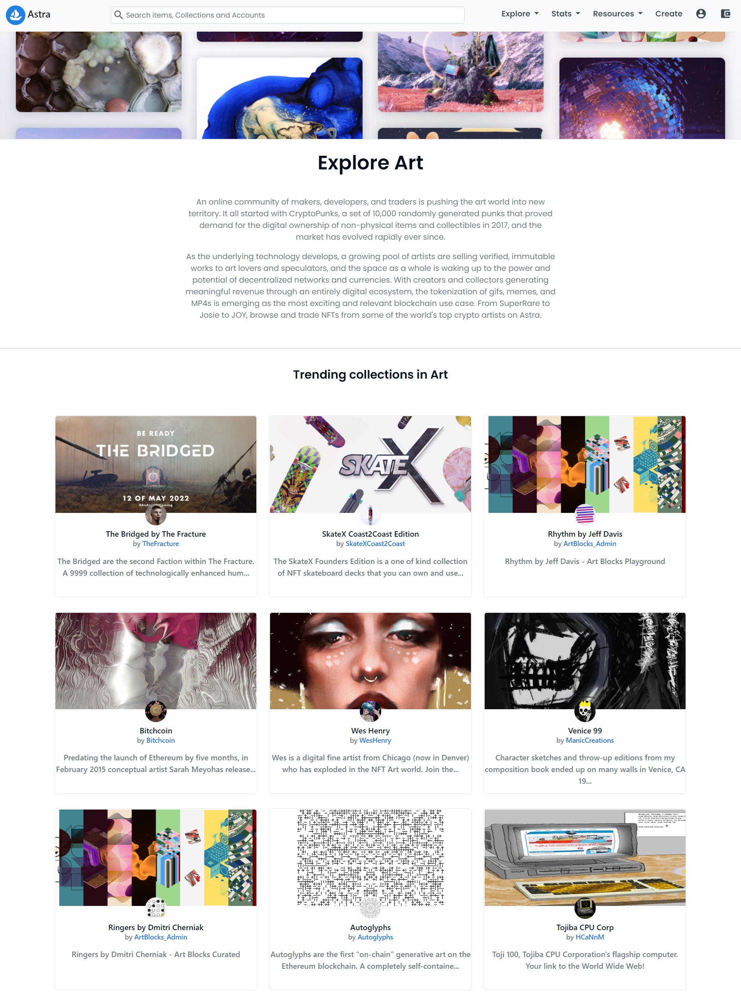 Astra
Search items, Collections and Accounts
Explore
Stats
Resources
Create
Explore Art
An online community of makers, developers, and traders is pushing the art world into new
territory. It all started with CryptoPunks, a set of 10,000 randomly generated punks that proved
demand for the digital ownership of non-physical items and collectibles in 2017, and the
market has evolved rapidly ever since.
As the underlying technology develops, a growing pool of artists are selling verified, immutable
works to art lovers and speculators, and the space as a whole is waking up to the power and
potential of decentralized networks and currencies. With creators and collectors generating
meaningful revenue through an entirely digital ecosystem, the tokenization of gifs, memes, and
MP4s is emerging as the most exciting and relevant blockchain use case. From SuperRare to
Josie to JOY, browse and trade NFTs from some of the world's top crypto artists on Astra.
Trending collections in Art
BE READY
THE BRIDGED
12 OF MAY 2022
The Bridged by The Fracture
by TheFracture
The Bridged are the second Faction within The Fracture.
A 9999 collection of technologically enhanced hum...
SKATE X
SkateX Coast2Coast Edition
by SkateXCoast2Coast
The SkateX Founders Edition is a one of kind collection
of NFT skateboard decks that you can own and use...
Rhythm by Jeff Davis
by ArtBlocks_Admin
Rhythm by Jeff Davis - Art Blocks Playground
Bitchcoin
by Bitchcoin
Predating the launch of Ethereum by five months, in
February 2015 conceptual artist Sarah Meyohas release...
Wes Henry
by WesHenry
Wes is a digital fine artist from Chicago (now in Denver)
who has exploded in the NFT Art world. Join the...
Venice 99
by ManicCreations
Character sketches and throw-up editions from my
composition book ended up on many walls in Venice, CA
19...
Ringers by Dmitri Cherniak
by ArtBlocks_Admin
Ringers by Dmitri Cherniak - Art Blocks Curated
Autoglyphs
by Autoglyphs
Autoglyphs are the first “on-chain” generative art on the
Ethereum blockchain. A completely self-containe...
Tojiba CPU Corp
by HCaNnM
Toji 100, Tojiba CPU Corporation's flagship computer.
Your link to the World Wide Web!